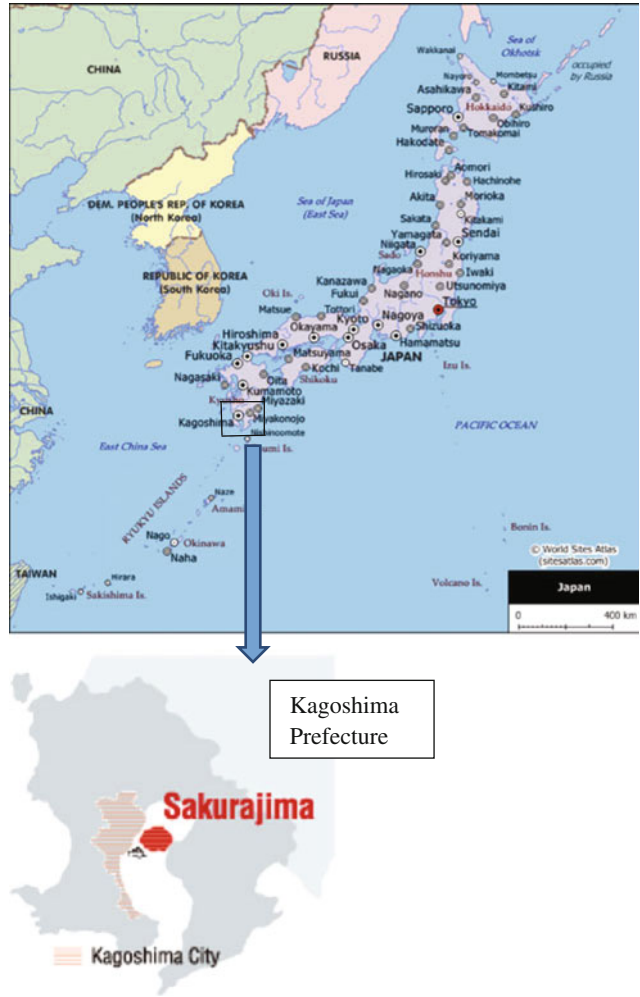 CHINA
RUSSIA
Sea of
Okhotsk
occupied
by Russia
Wakkanai
Nayoro
Mombetsu
Asahikawa
Kitami
Hokkaido
Kushiro
Sapporo
Obihiro
Muroran
Tomakomai
Hakodate
Aomori
Hirosaki
Hachinohe
DEM. PEOPLE'S REP. OF KOREA
(North Korea)
Sea of Japan
(East Sea)
Akita
Morioka
Kitakami
Sakata
Yamagata
Sendai
Niigata
Sado
Koriyama
REPUBLIC OF KOREA
(South Korea)
Nagaoka
Honshu
Iwaki
Kanazawa
Utsunomiya
Oki Is.
Fukui
Nagano
Tokyo
Matsue
Tottori
Kyoto
Nagoya
Okayama
Shizuoka
Hiroshima
Osaka
Hamamatsu
Kitakyushu
JAPAN
Fukuoka
Matsuyama
Tanabe
Kochi
Izu Is.
Nagasaki
Oita
Shikoku
Kumamoto
Miyazaki
Kagoshima
Miyakonojo
Nishinoomote
CHINA
East China Sea
PACIFIC OCEAN
umi Is.
RYUKYU ISLANDS
Naze
Amami
Nago
Okinawa
Bonin Is.
Naha
© World Sites Atlas
(sitesatlas.com)
TAIWAN
Hirara
Ishigaki
Sakishima Is.
Volcano Is.
Japan
0
400 km
Kagoshima
Prefecture
Sakurajima
Kagoshima City